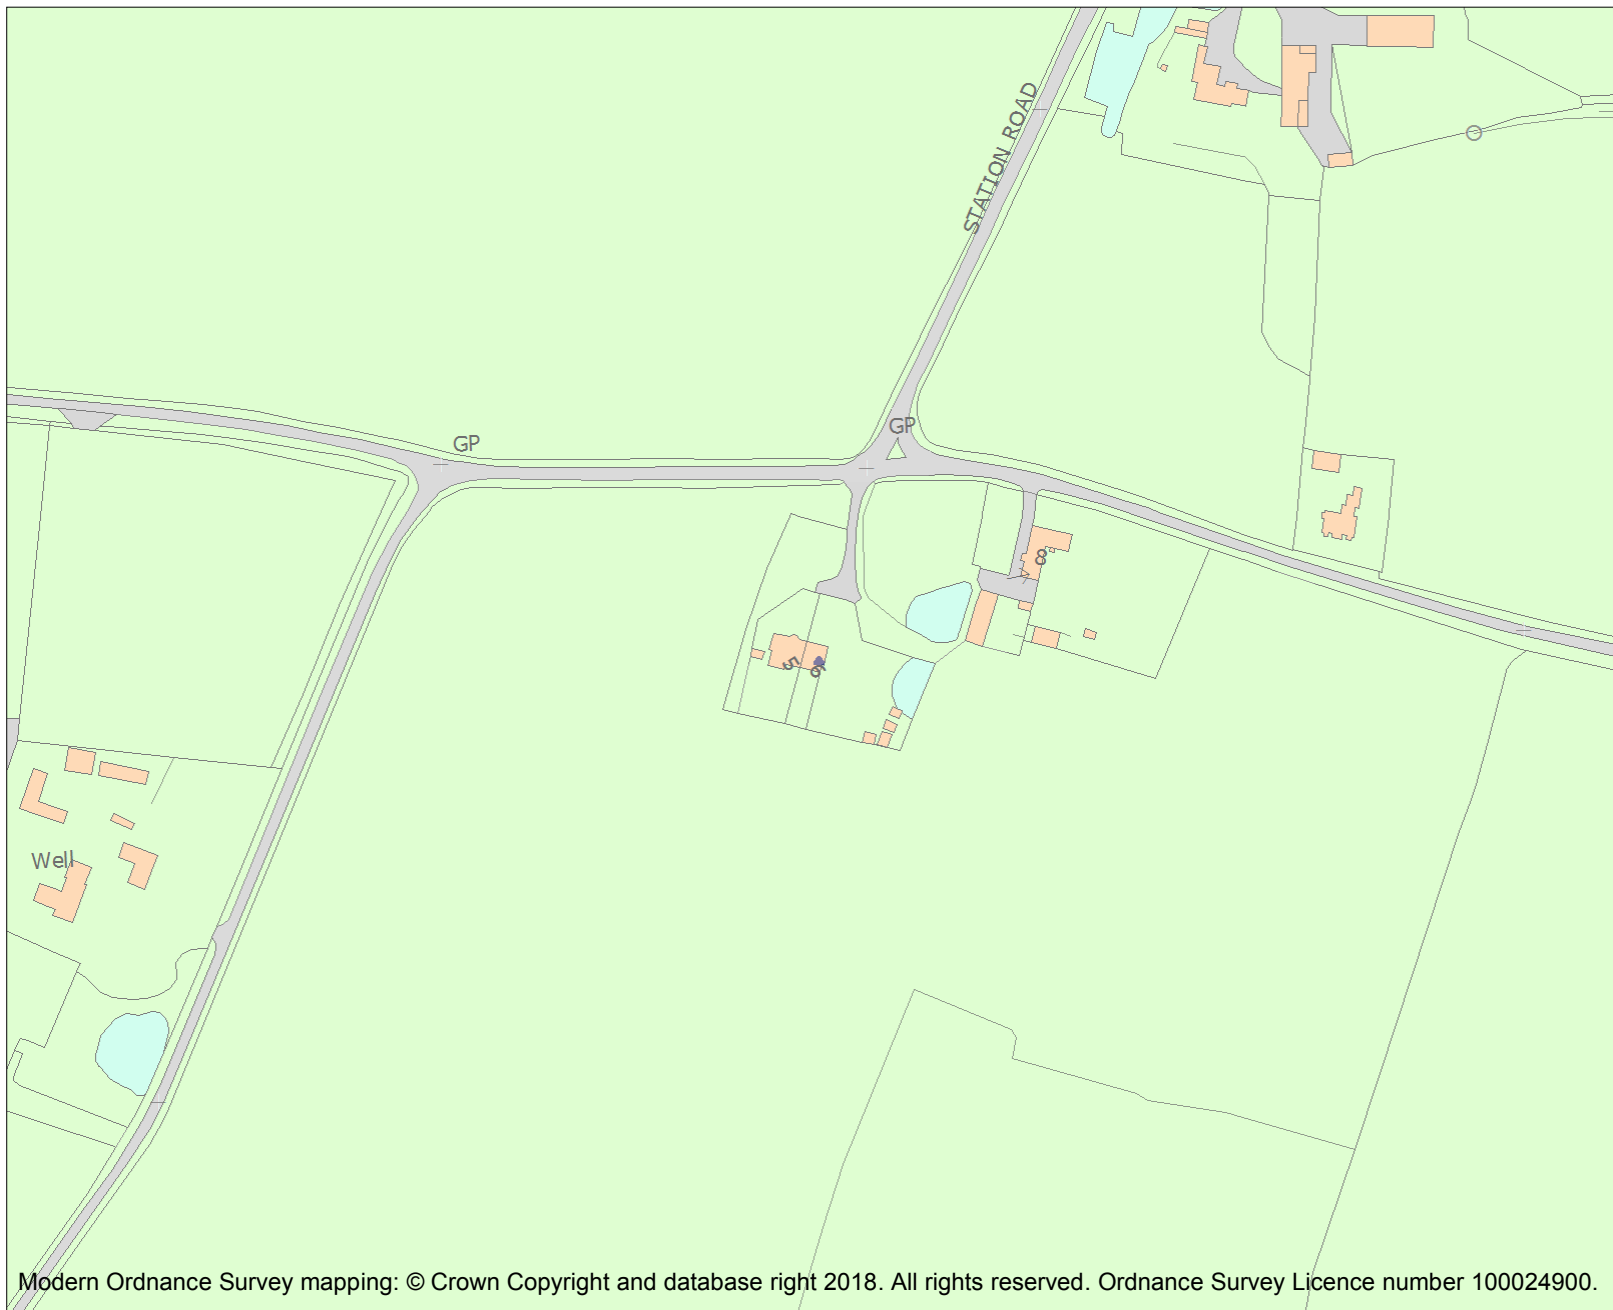 STATION ROAD
GP
GP
8
5
6
Well
Modern Ordnance Survey mapping: © Crown Copyright and database right 2018. All rights reserved. Ordnance Survey Licence number 100024900.